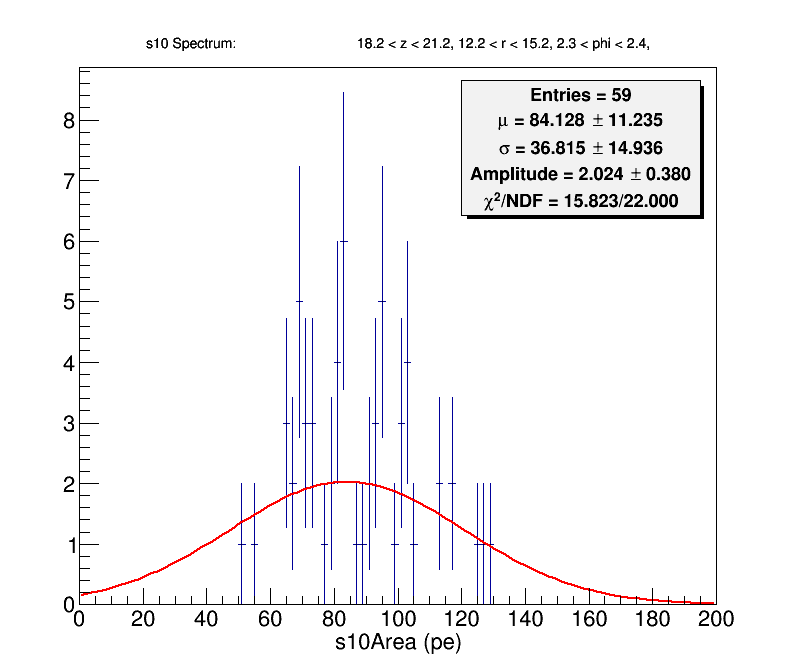 s10 Spectrum: 18.2 < z < 21.2, 12.2 < r < 15.2, 2.3 < phi < 2.4,
Entries = 59
μ = 84.128 ± 11.235
σ = 36.815 ± 14.936
Amplitude = 2.024 ± 0.380
χ²/NDF = 15.823/22.000
8
7
6
5
4
3
2
1
0
0 20 40 60 80 100 120 140 160 180 200
s10Area (pe)